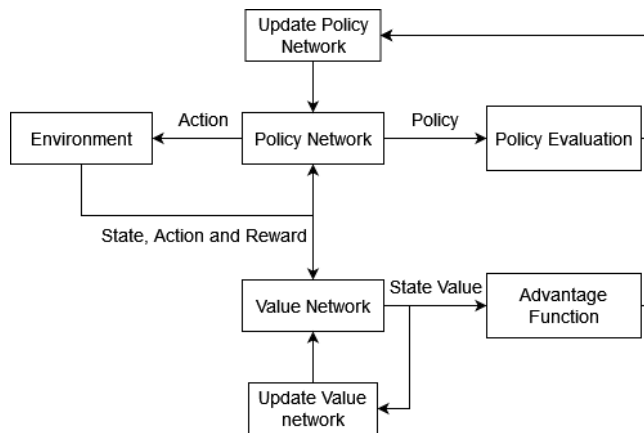 Update Policy
Network
Action
Policy
Environment
Policy Network
Policy Evaluation
State, Action and Reward
State Value
Value Network
Advantage
Function
Update Value
network